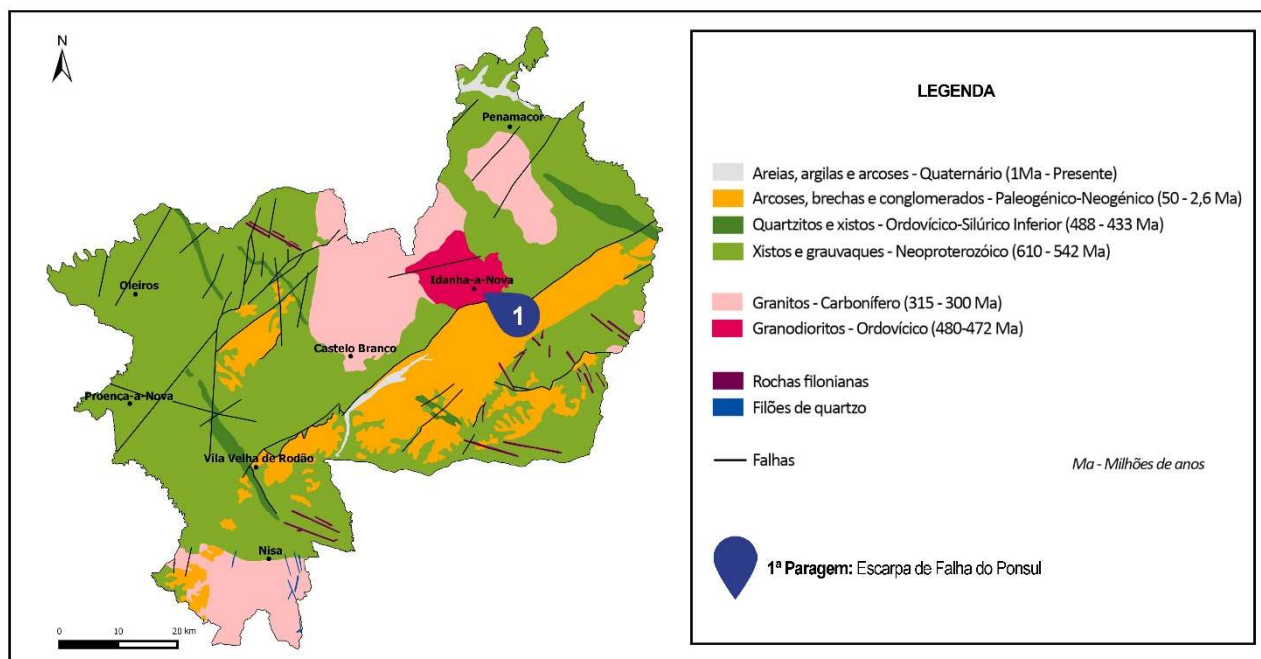 N
Penamacor
Oleiros
Idanha-a-Nova
1
Castelo Branco
Proença-a-Nova
Vila Velha de Rodão
Nisa
0 10 20 km
LEGENDA
Areias, argilas e arcoses - Quaternário (1Ma - Presente)
Arcoses, brechas e conglomerados - Paleogénico-Neogénico (50 - 2,6 Ma)
Quartzitos e xistos - Ordovícico-Silúrico Inferior (488 - 433 Ma)
Xistos e grauvaques - Neoproterozóico (610 - 542 Ma)
Granitos - Carbonífero (315 - 300 Ma)
Granodioritos - Ordovícico (480-472 Ma)
Rochas filonianas
Filões de quartzo
Falhas
Ma - Milhões de anos
1ª Paragem: Escarpa de Falha do Ponsul